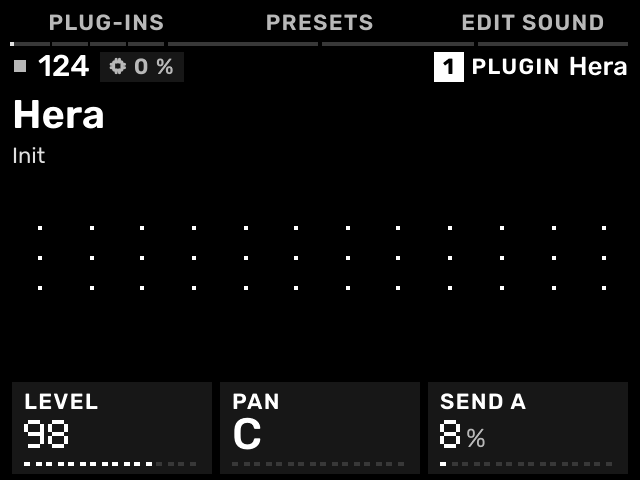 PLUG-INS PRESETS EDIT SOUND
124 0 % 1 PLUGIN Hera
Hera
Init
LEVEL PAN SEND A
98 C 8 %